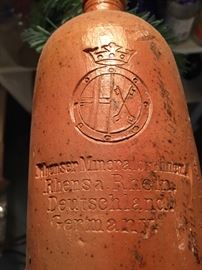 Rhenser Mineralbrunnen
Rhens a. Rhein
Deutschland
Germany